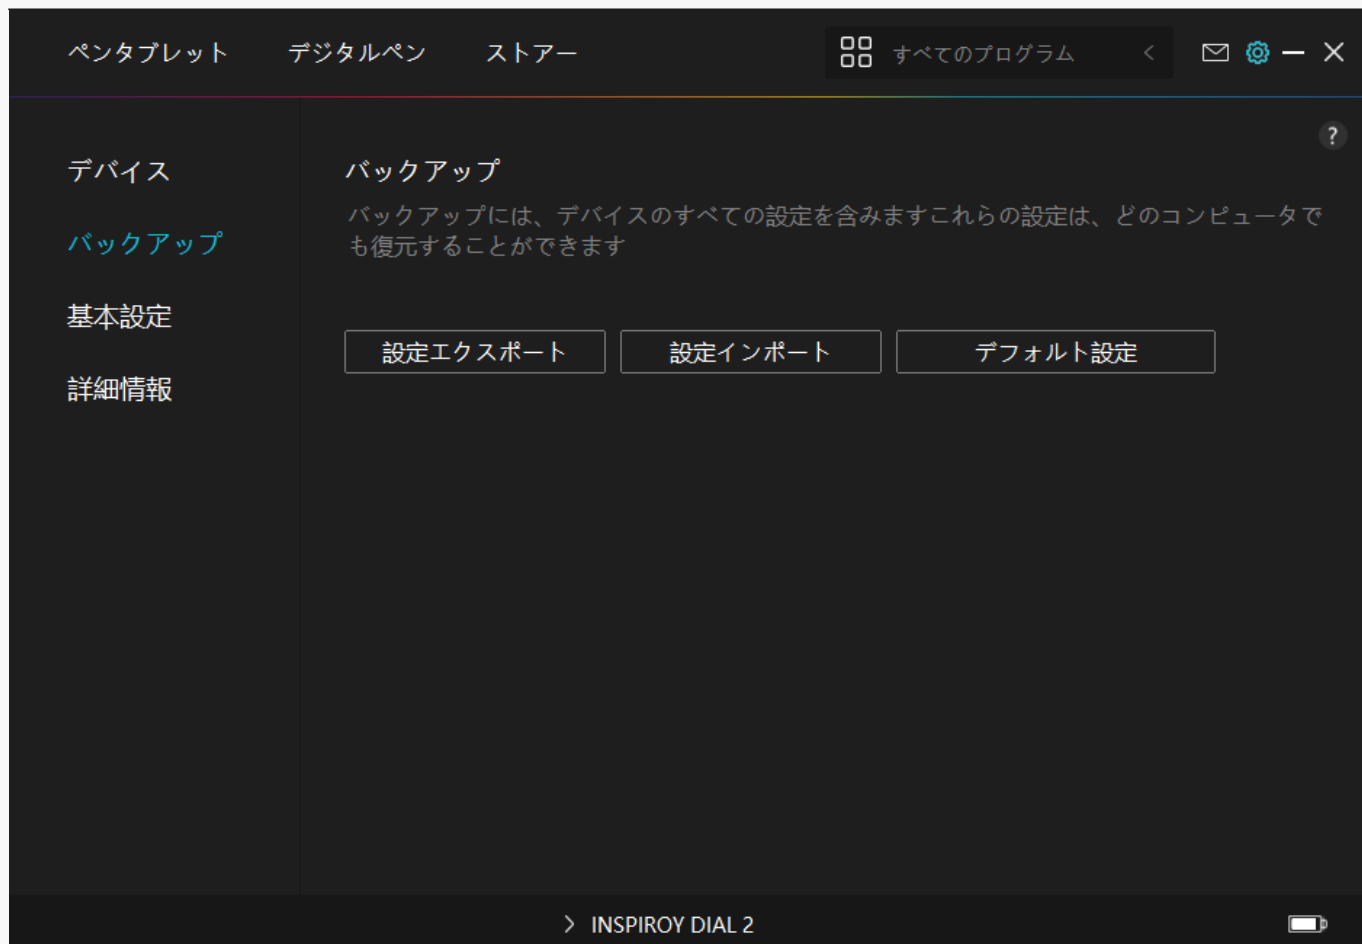 ペンタブレット デジタルペン ストアー すべてのプログラム
?
デバイス
バックアップ
基本設定
詳細情報
バックアップ
バックアップには、デバイスのすべての設定を含みますこれらの設定は、どのコンピュータで
も復元することができます
設定エクスポート 設定インポート デフォルト設定
INSPIROY DIAL 2